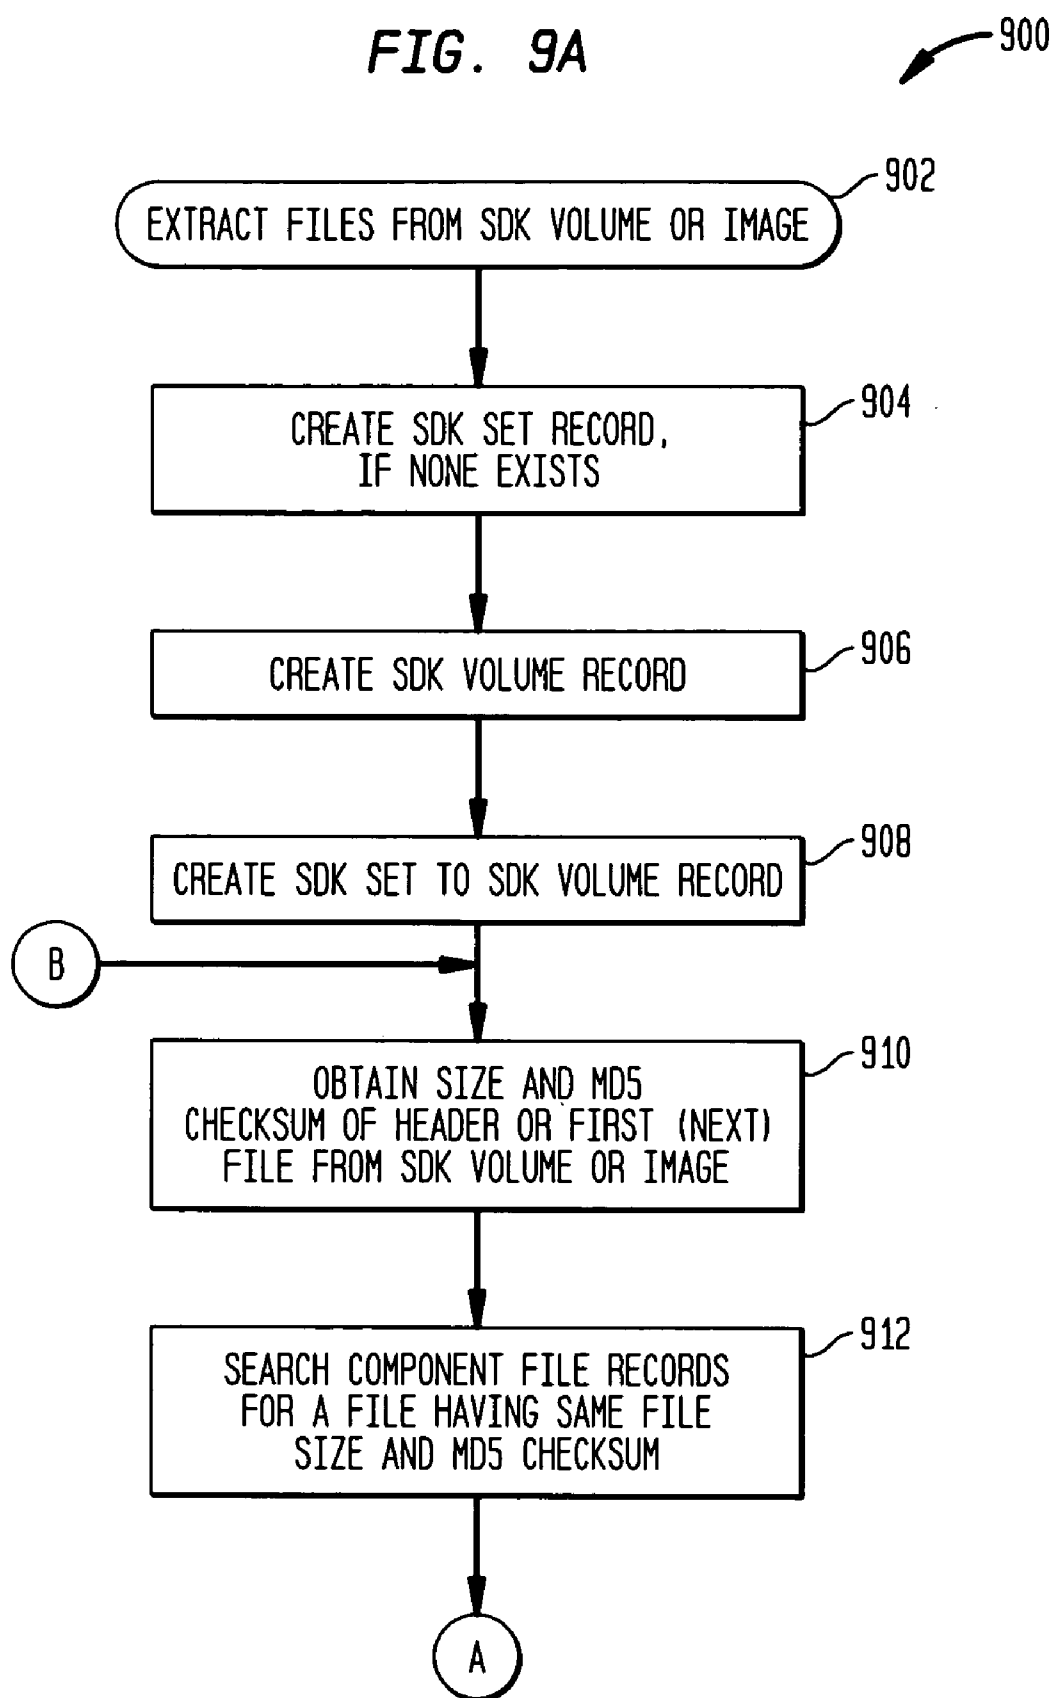 FIG. 9A
900
902
EXTRACT FILES FROM SDK VOLUME OR IMAGE
904
CREATE SDK SET RECORD,
IF NONE EXISTS
906
CREATE SDK VOLUME RECORD
908
CREATE SDK SET TO SDK VOLUME RECORD
B
910
OBTAIN SIZE AND MD5
CHECKSUM OF HEADER OR FIRST (NEXT)
FILE FROM SDK VOLUME OR IMAGE
912
SEARCH COMPONENT FILE RECORDS
FOR A FILE HAVING SAME FILE
SIZE AND MD5 CHECKSUM
A